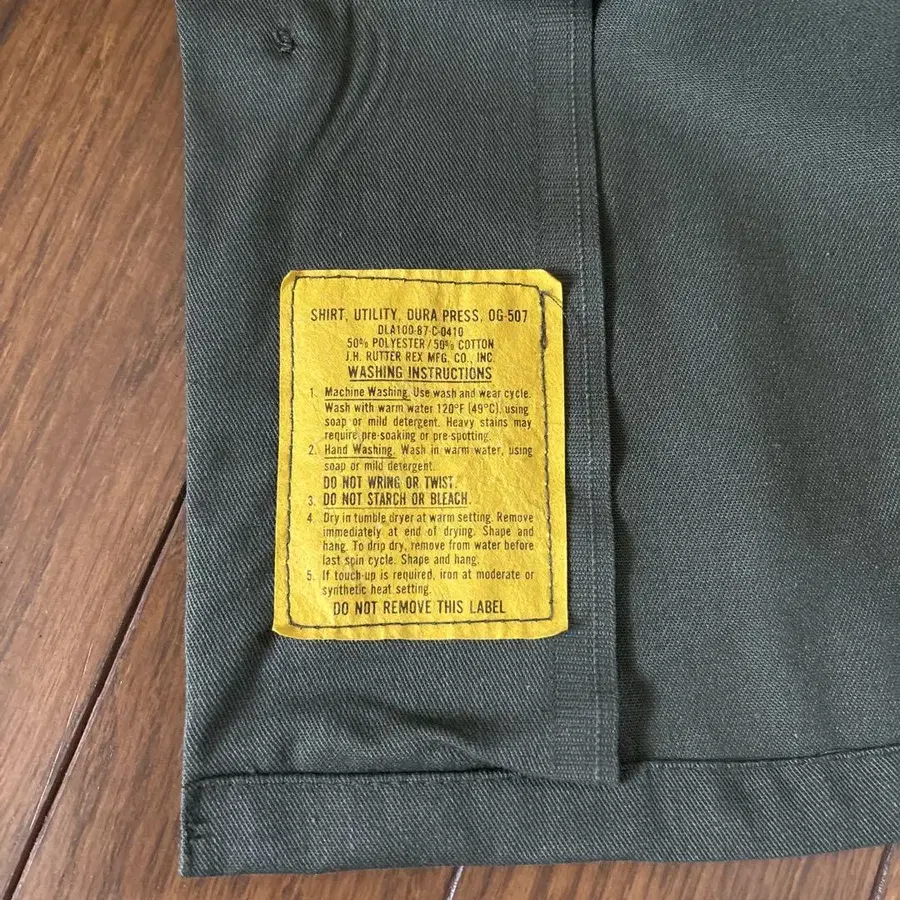 SHIRT, UTILITY, DURA PRESS, OG-507
DLA100-87-C-0410
50% POLYESTER/50% COTTON
J.H. RUTTER REX MFG. CO., INC.
WASHING INSTRUCTIONS
1. Machine Washing. Use wash and wear cycle.
Wash with warm water 120°F (49°C), using
soap or mild detergent. Heavy stains may
require pre-soaking or pre-spotting.
2. Hand Washing. Wash in warm water, using
soap or mild detergent.
DO NOT WRING OR TWIST.
3. DO NOT STARCH OR BLEACH.
4. Dry in tumble dryer at warm setting. Remove
immediately at end of drying. Shape and
hang. To drip dry, remove from water before
last spin cycle. Shape and hang.
5. If touch-up is required, iron at moderate or
synthetic heat setting.
DO NOT REMOVE THIS LABEL